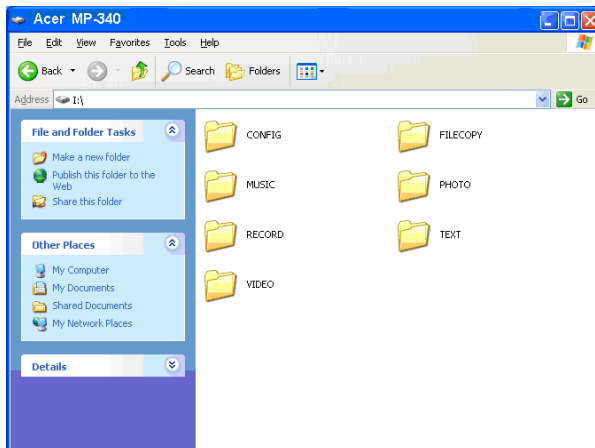 Acer MP-340
File Edit View Favorites Tools Help
Back Search Folders
Address I:\ Go
File and Folder Tasks
Make a new folder
Publish this folder to the
Web
Share this folder
Other Places
My Computer
My Documents
Shared Documents
My Network Places
Details
CONFIG FILECOPY
MUSIC PHOTO
RECORD TEXT
VIDEO